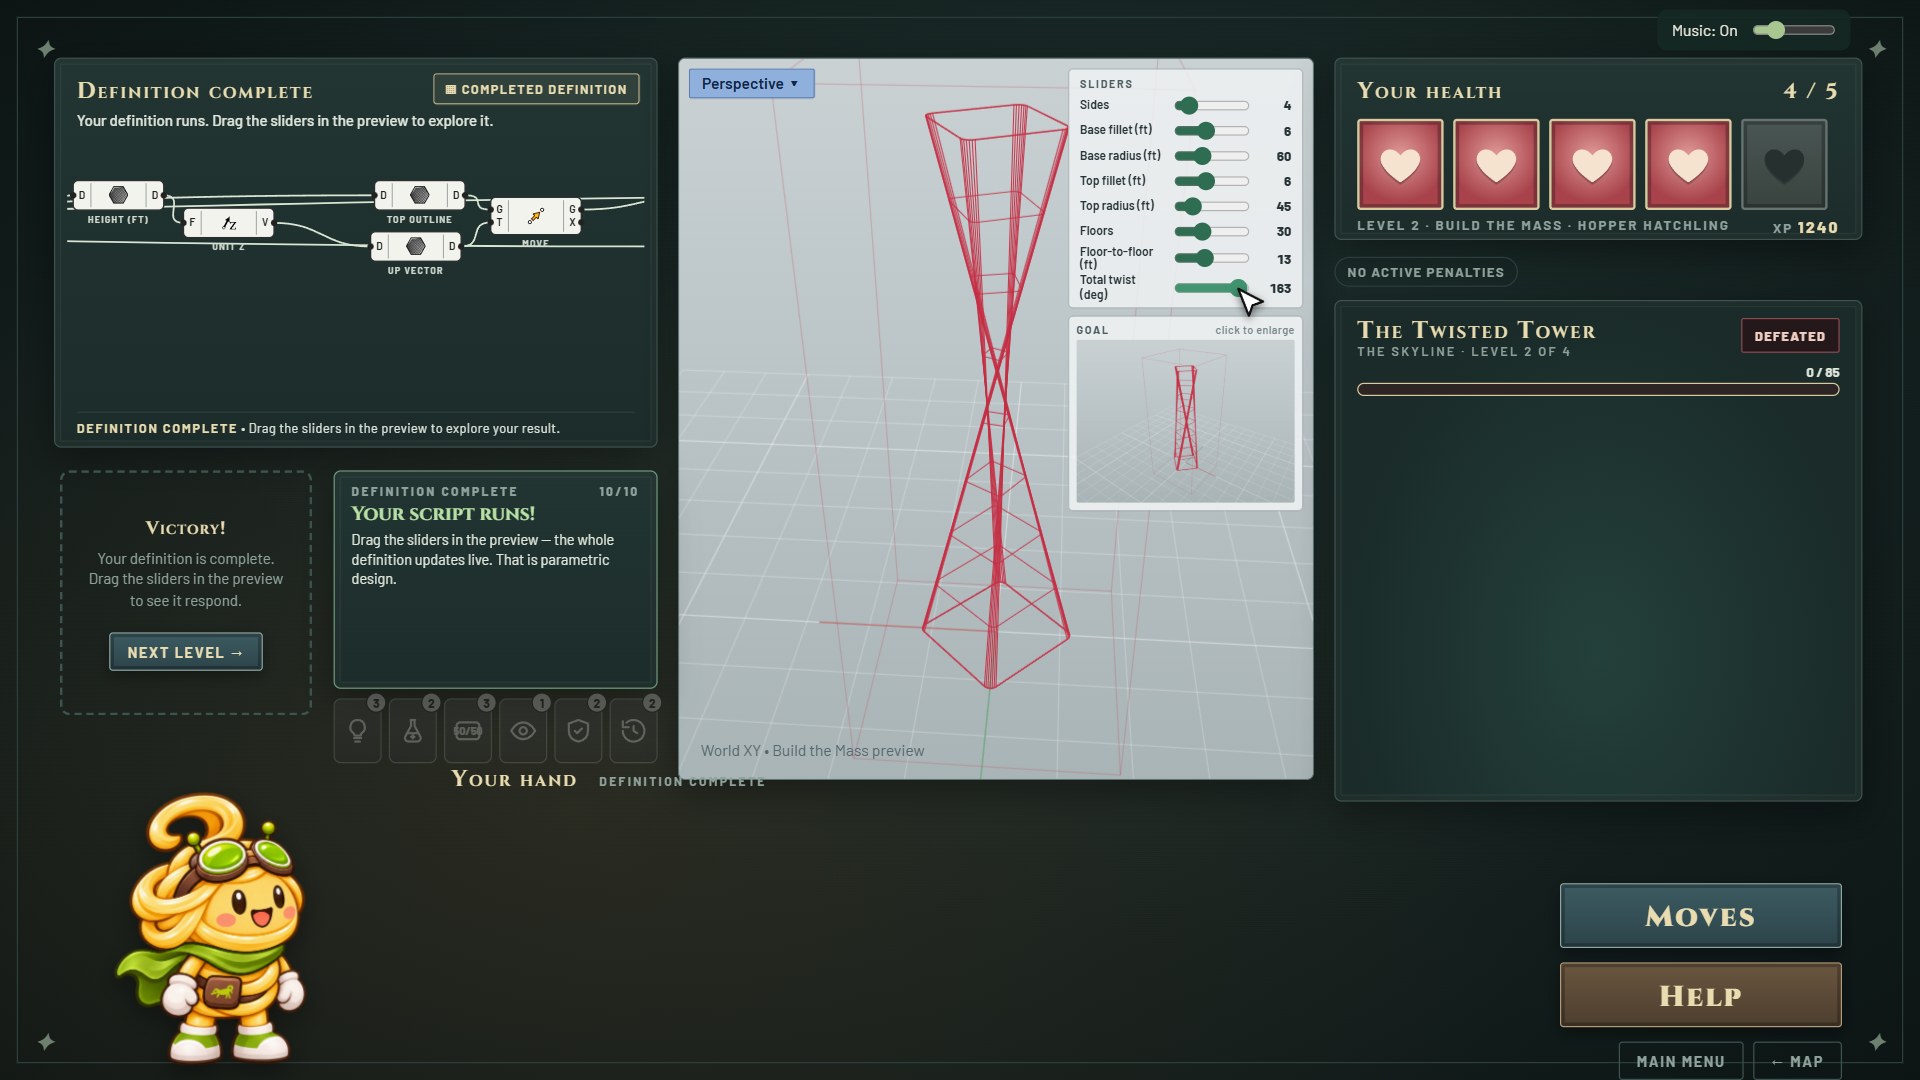 Music: On
Definition complete
COMPLETED DEFINITION
Your definition runs. Drag the sliders in the preview to explore it.
D D
HEIGHT (FT)
F Z V
UNIT Z
D D
TOP OUTLINE
D D
UP VECTOR
G G
T X
MOVE
DEFINITION COMPLETE • Drag the sliders in the preview to explore your result.
Victory!
Your definition is complete.
Drag the sliders in the preview
to see it respond.
NEXT LEVEL →
DEFINITION COMPLETE 10/10
Your script runs!
Drag the sliders in the preview — the whole
definition updates live. That is parametric
design.
3 2 3 1 2 2
50/50
Your hand DEFINITION COMPLETE
Perspective ▼
SLIDERS
Sides 4
Base fillet (ft) 6
Base radius (ft) 60
Top fillet (ft) 6
Top radius (ft) 45
Floors 30
Floor-to-floor
(ft) 13
Total twist
(deg) 163
GOAL click to enlarge
World XY • Build the Mass preview
Your health 4 / 5
LEVEL 2 · BUILD THE MASS · HOPPER HATCHLING XP 1240
NO ACTIVE PENALTIES
The Twisted Tower
DEFEATED
THE SKYLINE · LEVEL 2 OF 4
0 / 85
Moves
Help
MAIN MENU
← MAP